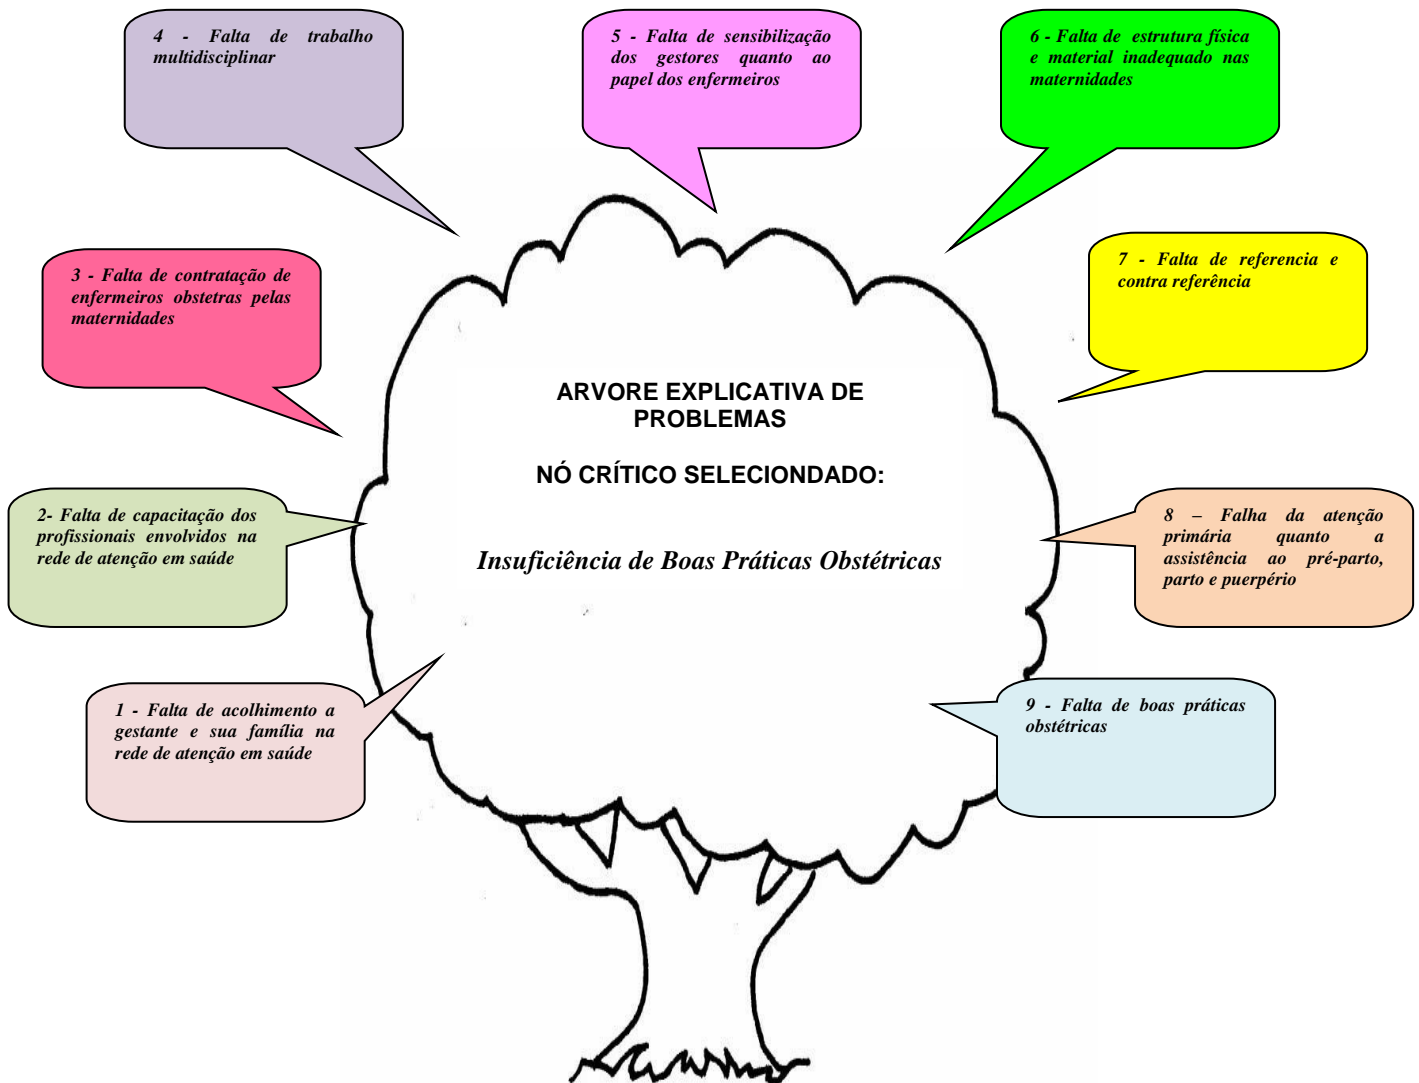 4 - Falta de trabalho
multidisciplinar
5 - Falta de sensibilização
dos gestores quanto ao
papel dos enfermeiros
6 - Falta de estrutura física
e material inadequado nas
maternidades
3 - Falta de contratação de
enfermeiros obstetras pelas
maternidades
7 - Falta de referencia e
contra referência
ARVORE EXPLICATIVA DE
PROBLEMAS
NÓ CRÍTICO SELECIONDADO:
Insuficiência de Boas Práticas Obstétricas
2- Falta de capacitação dos
profissionais envolvidos na
rede de atenção em saúde
8 – Falha da atenção
primária quanto a
assistência ao pré-parto,
parto e puerpério
1 - Falta de acolhimento a
gestante e sua família na
rede de atenção em saúde
9 - Falta de boas práticas
obstétricas